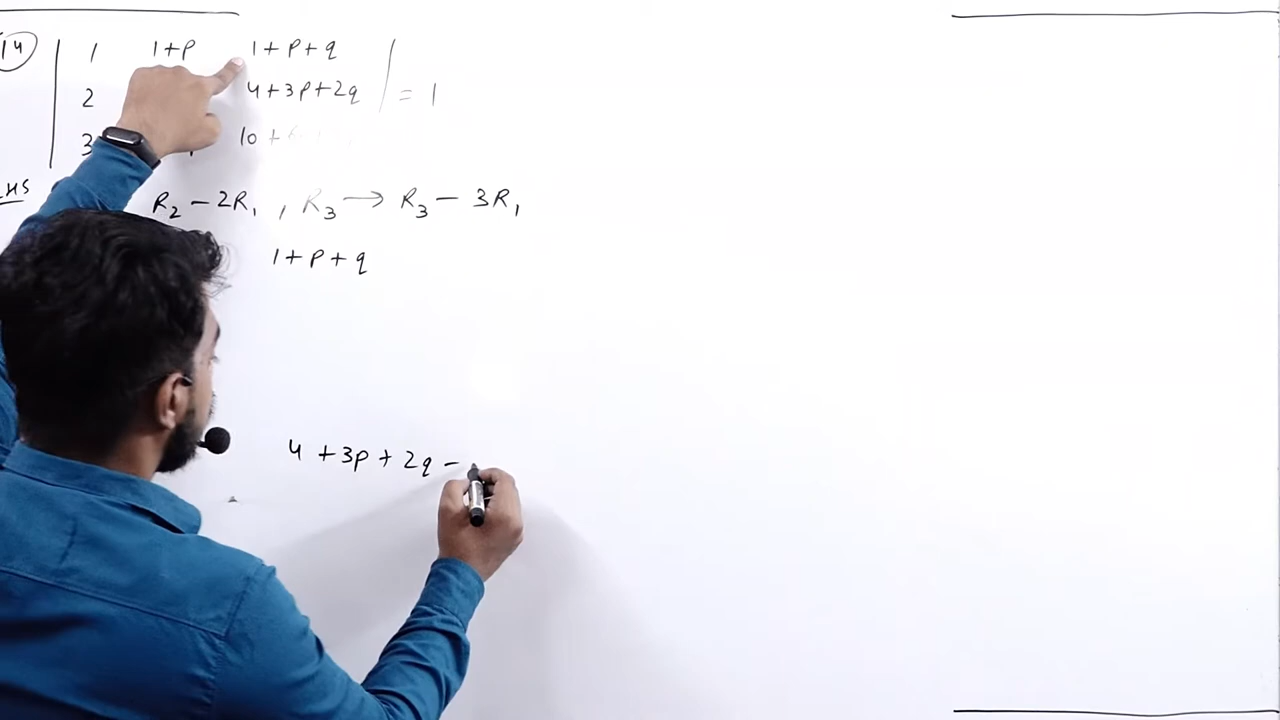 14 | 1 1+p 1+p+q |
2 4+3p+2q = 1
3 10 +
LHS R₂ − 2R₁ , R₃ → R₃ − 3R₁
1+p+q
4 +3p+2q −